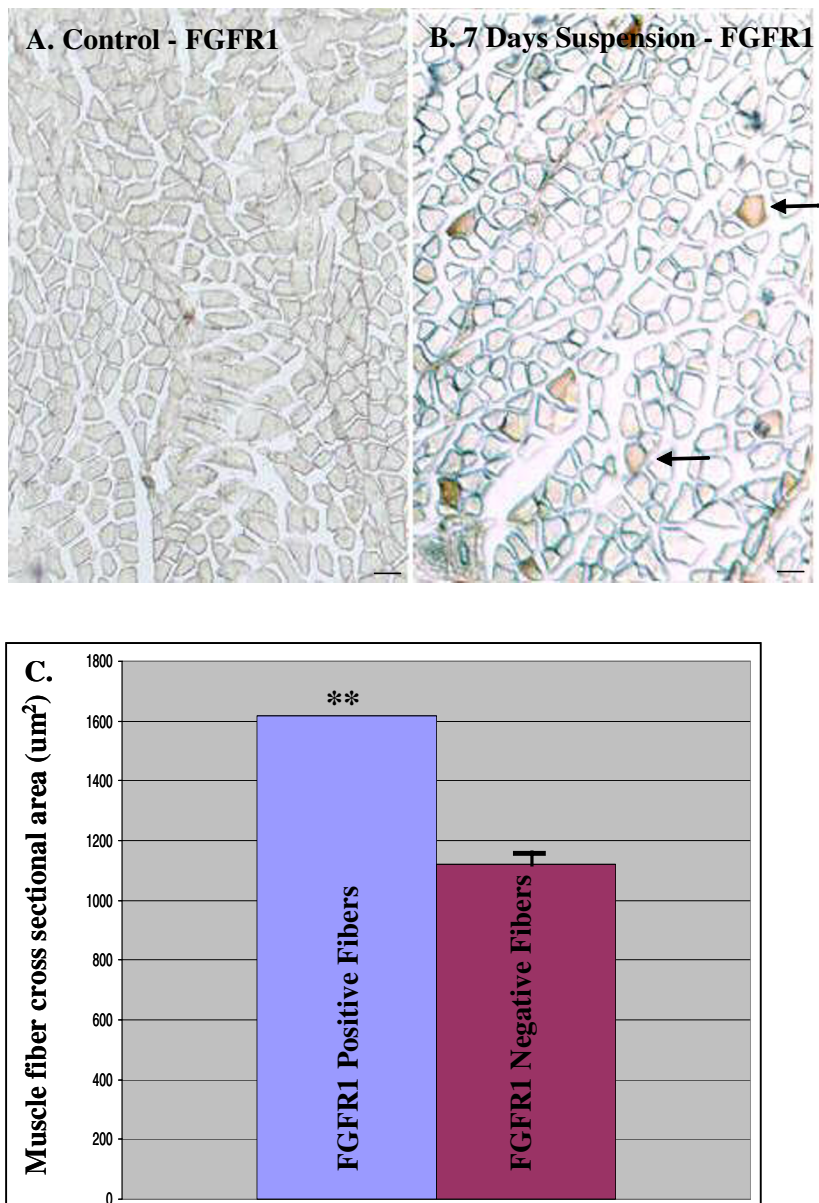 A. Control - FGFR1
B. 7 Days Suspension - FGFR1
C.
Muscle fiber cross sectional area (um²)
1800
1600
1400
1200
1000
800
600
400
200
0
**
FGFR1 Positive Fibers
FGFR1 Negative Fibers